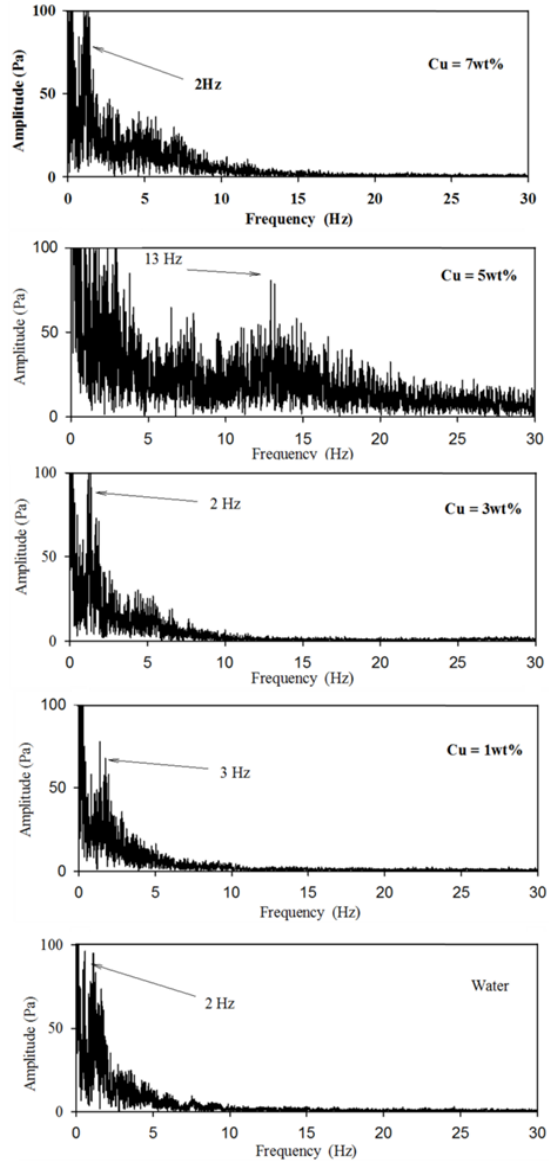 100
Cu = 7wt%
2Hz
50
0
Amplitude (Pa)
0 5 10 15 20 25 30
Frequency (Hz)
100
13 Hz
Cu = 5wt%
50
0
Amplitude (Pa)
0 5 10 15 20 25 30
Frequency (Hz)
100
2 Hz
Cu = 3wt%
50
0
Amplitude (Pa)
0 5 10 15 20 25 30
Frequency (Hz)
100
Cu = 1wt%
3 Hz
50
0
Amplitude (Pa)
0 5 10 15 20 25 30
Frequency (Hz)
100
Water
2 Hz
50
0
Amplitude (Pa)
0 5 10 15 20 25 30
Frequency (Hz)